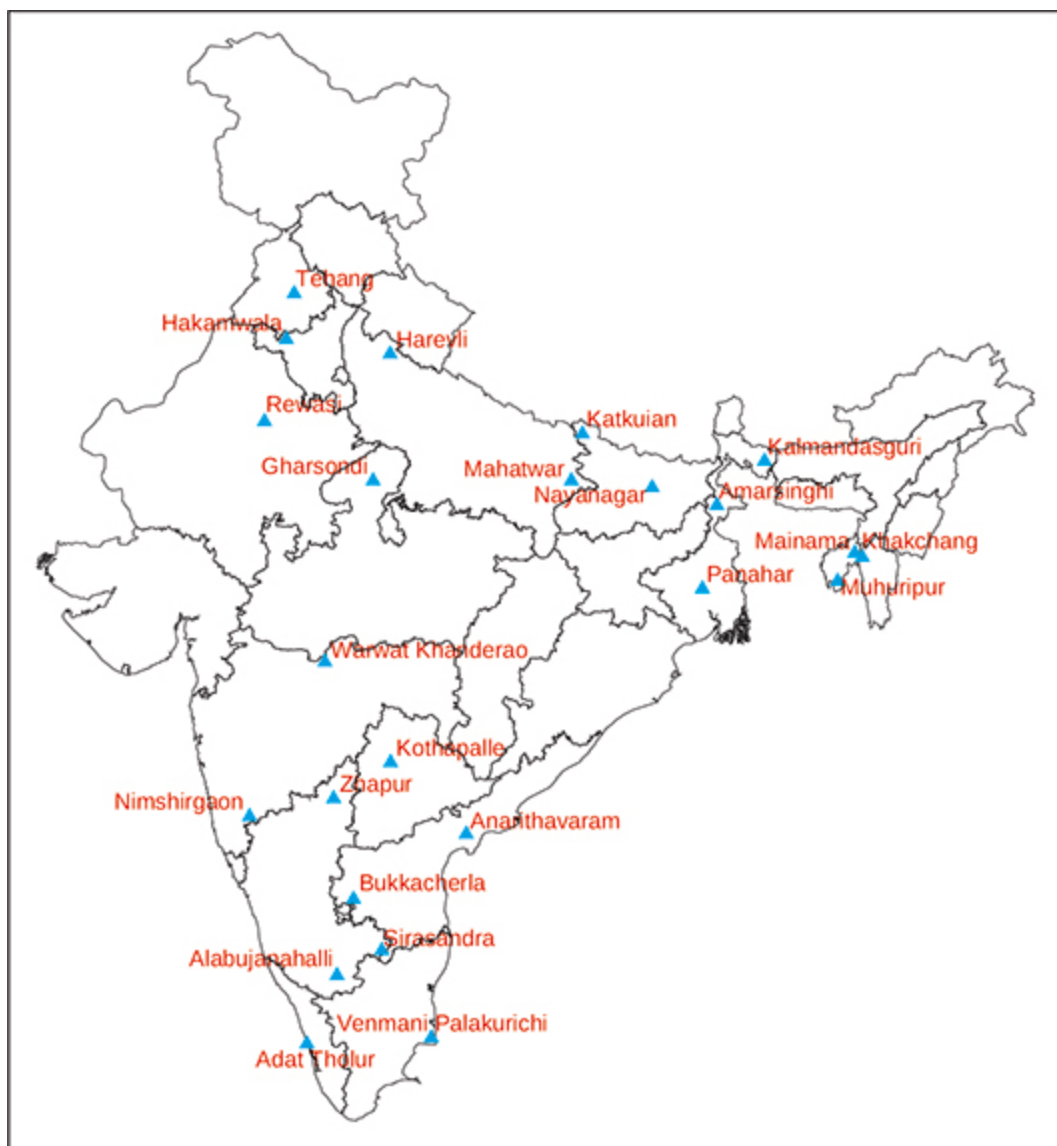 Tehang
Hakamwala
Harevli
Rewasi
Katkuian
Kalmandasguri
Gharsondi
Mahatwar
Nayanagar
Amarsinghi
Mainama
Khakchang
Panahar
Muhuripur
Warwat Khanderao
Kothapalle
Zhapur
Nimshirgaon
Ananthavaram
Bukkacherla
Sirasandra
Alabujanahalli
Venmani Palakurichi
Adat Tholur